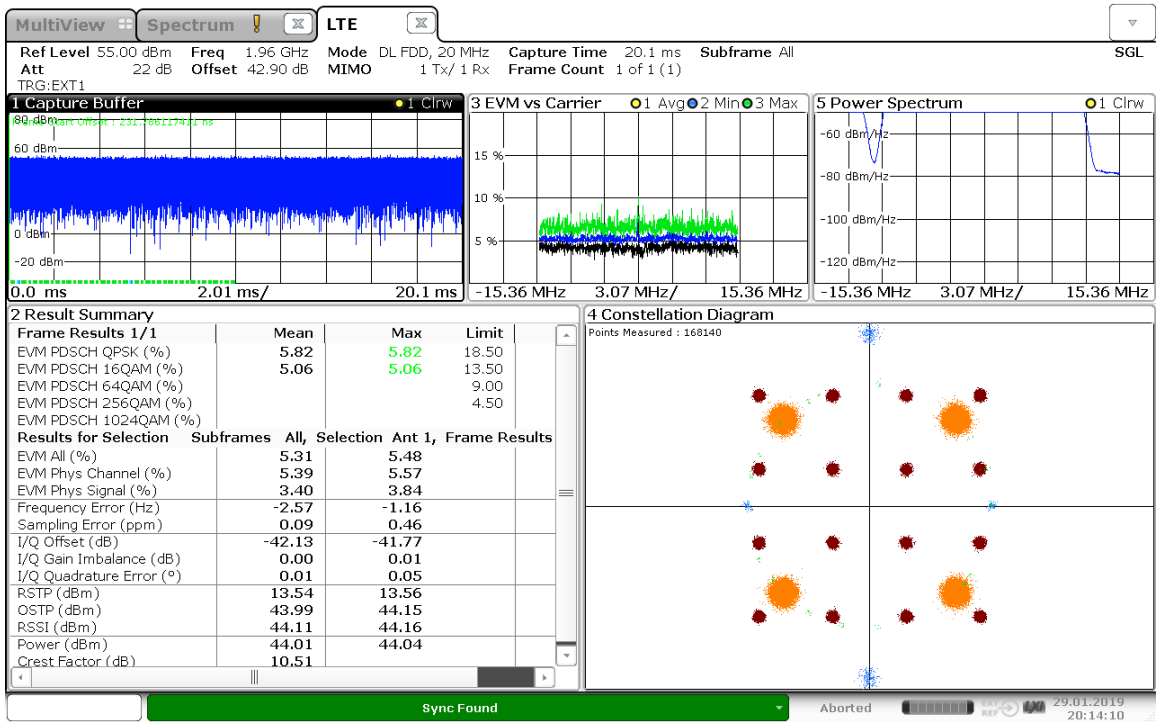 MultiView Spectrum LTE
Ref Level 55.00 dBm Freq 1.96 GHz Mode DL FDD, 20 MHz Capture Time 20.1 ms Subframe All SGL
Att 22 dB Offset 42.90 dB MIMO 1 Tx/ 1 Rx Frame Count 1 of 1 (1)
TRG:EXT1
1 Capture Buffer 1 Clrw
80 dBm
Frame Start Offset : 231.286117411 ns
60 dBm
0 dBm
-20 dBm
0.0 ms 2.01 ms/ 20.1 ms
3 EVM vs Carrier 1 Avg 2 Min 3 Max
15 %
10 %
5 %
-15.36 MHz 3.07 MHz/ 15.36 MHz
5 Power Spectrum 1 Clrw
-60 dBm/Hz
-80 dBm/Hz
-100 dBm/Hz
-120 dBm/Hz
-15.36 MHz 3.07 MHz/ 15.36 MHz
2 Result Summary
Frame Results 1/1 Mean Max Limit
EVM PDSCH QPSK (%) 5.82 5.82 18.50
EVM PDSCH 16QAM (%) 5.06 5.06 13.50
EVM PDSCH 64QAM (%) 9.00
EVM PDSCH 256QAM (%) 4.50
EVM PDSCH 1024QAM (%)
Results for Selection Subframes All, Selection Ant 1, Frame Results
EVM All (%) 5.31 5.48
EVM Phys Channel (%) 5.39 5.57
EVM Phys Signal (%) 3.40 3.84
Frequency Error (Hz) -2.57 -1.16
Sampling Error (ppm) 0.09 0.46
I/Q Offset (dB) -42.13 -41.77
I/Q Gain Imbalance (dB) 0.00 0.01
I/Q Quadrature Error (°) 0.01 0.05
RSTP (dBm) 13.54 13.56
OSTP (dBm) 43.99 44.15
RSSI (dBm) 44.11 44.16
Power (dBm) 44.01 44.04
Crest Factor (dB) 10.51
4 Constellation Diagram
Points Measured : 168140
Sync Found
Aborted
EXT
REF
LXI
29.01.2019
20:14:10